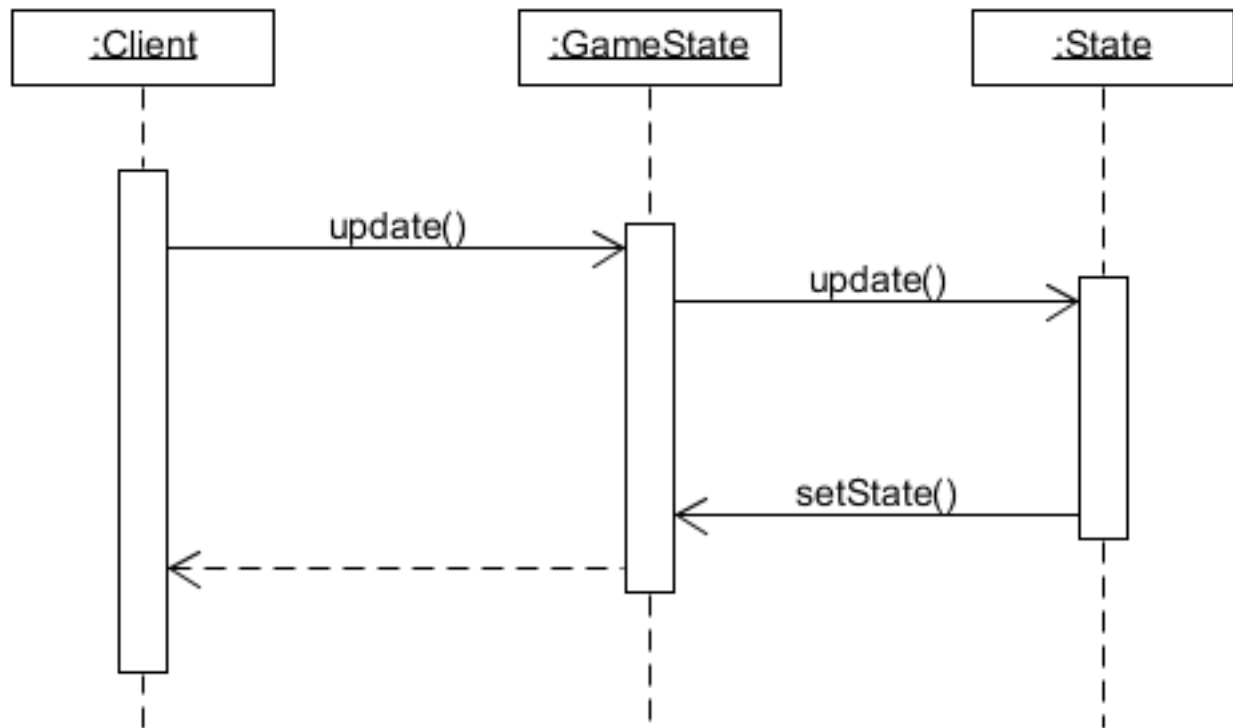 :Client
:GameState
:State
update()
update()
setState()